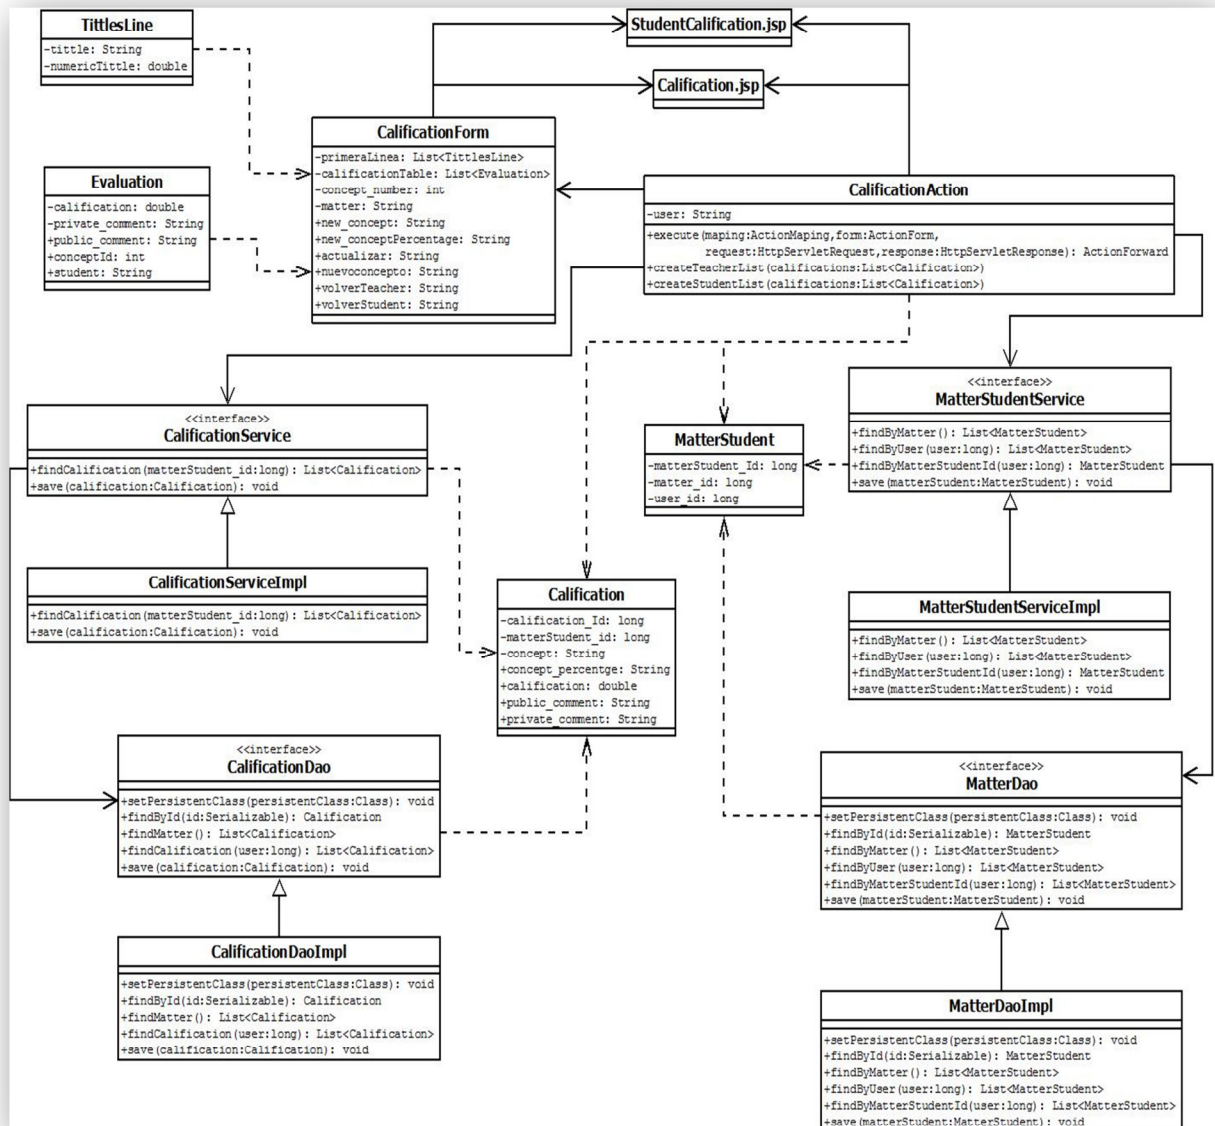 TittlesLine
-tittle: String
-numericTittle: double
StudentCalification.jsp
Calification.jsp
CalificationForm
-primeraLinea: List<TittlesLine>
-calificationTable: List<Evaluation>
-concept_number: int
-matter: String
+new_concept: String
+new_conceptPercentage: String
+actualizar: String
+nuevoconcepto: String
+volverTeacher: String
+volverStudent: String
Evaluation
-calification: double
-private_comment: String
+public_comment: String
+conceptId: int
+student: String
CalificationAction
-user: String
+execute(maping:ActionMaping,form:ActionForm,
request:HttpServletRequest,response:HttpServletResponse): ActionForward
+createTeacherList(califications:List<Calification>)
+createStudentList(califications:List<Calification>)
<<interface>>
CalificationService
+findCalification(matterStudent_id:long): List<Calification>
+save(calification:Calification): void
MatterStudent
-matterStudent_Id: long
-matter_id: long
-user_id: long
<<interface>>
MatterStudentService
+findByMatter(): List<MatterStudent>
+findByUser(user:long): List<MatterStudent>
+findByMatterStudentId(user:long): MatterStudent
+save(matterStudent:MatterStudent): void
CalificationServiceImpl
+findCalification(matterStudent_id:long): List<Calification>
+save(calification:Calification): void
Calification
-calification_Id: long
-matterStudent_id: long
-concept: String
+concept_percentge: String
+calification: double
+public_comment: String
+private_comment: String
MatterStudentServiceImpl
+findByMatter(): List<MatterStudent>
+findByUser(user:long): List<MatterStudent>
+findByMatterStudentId(user:long): MatterStudent
+save(matterStudent:MatterStudent): void
<<interface>>
CalificationDao
+setPersistentClass(persistentClass:Class): void
+findById(id:Serializable): Calification
+findMatter(): List<Calification>
+findCalification(user:long): List<Calification>
+save(calification:Calification): void
<<interface>>
MatterDao
+setPersistentClass(persistentClass:Class): void
+findById(id:Serializable): MatterStudent
+findByMatter(): List<MatterStudent>
+findByUser(user:long): List<MatterStudent>
+findByMatterStudentId(user:long): List<MatterStudent>
+save(matterStudent:MatterStudent): void
CalificationDaoImpl
+setPersistentClass(persistentClass:Class): void
+findById(id:Serializable): Calification
+findMatter(): List<Calification>
+findCalification(user:long): List<Calification>
+save(calification:Calification): void
MatterDaoImpl
+setPersistentClass(persistentClass:Class): void
+findById(id:Serializable): MatterStudent
+findByMatter(): List<MatterStudent>
+findByUser(user:long): List<MatterStudent>
+findByMatterStudentId(user:long): List<MatterStudent>
+save(matterStudent:MatterStudent): void